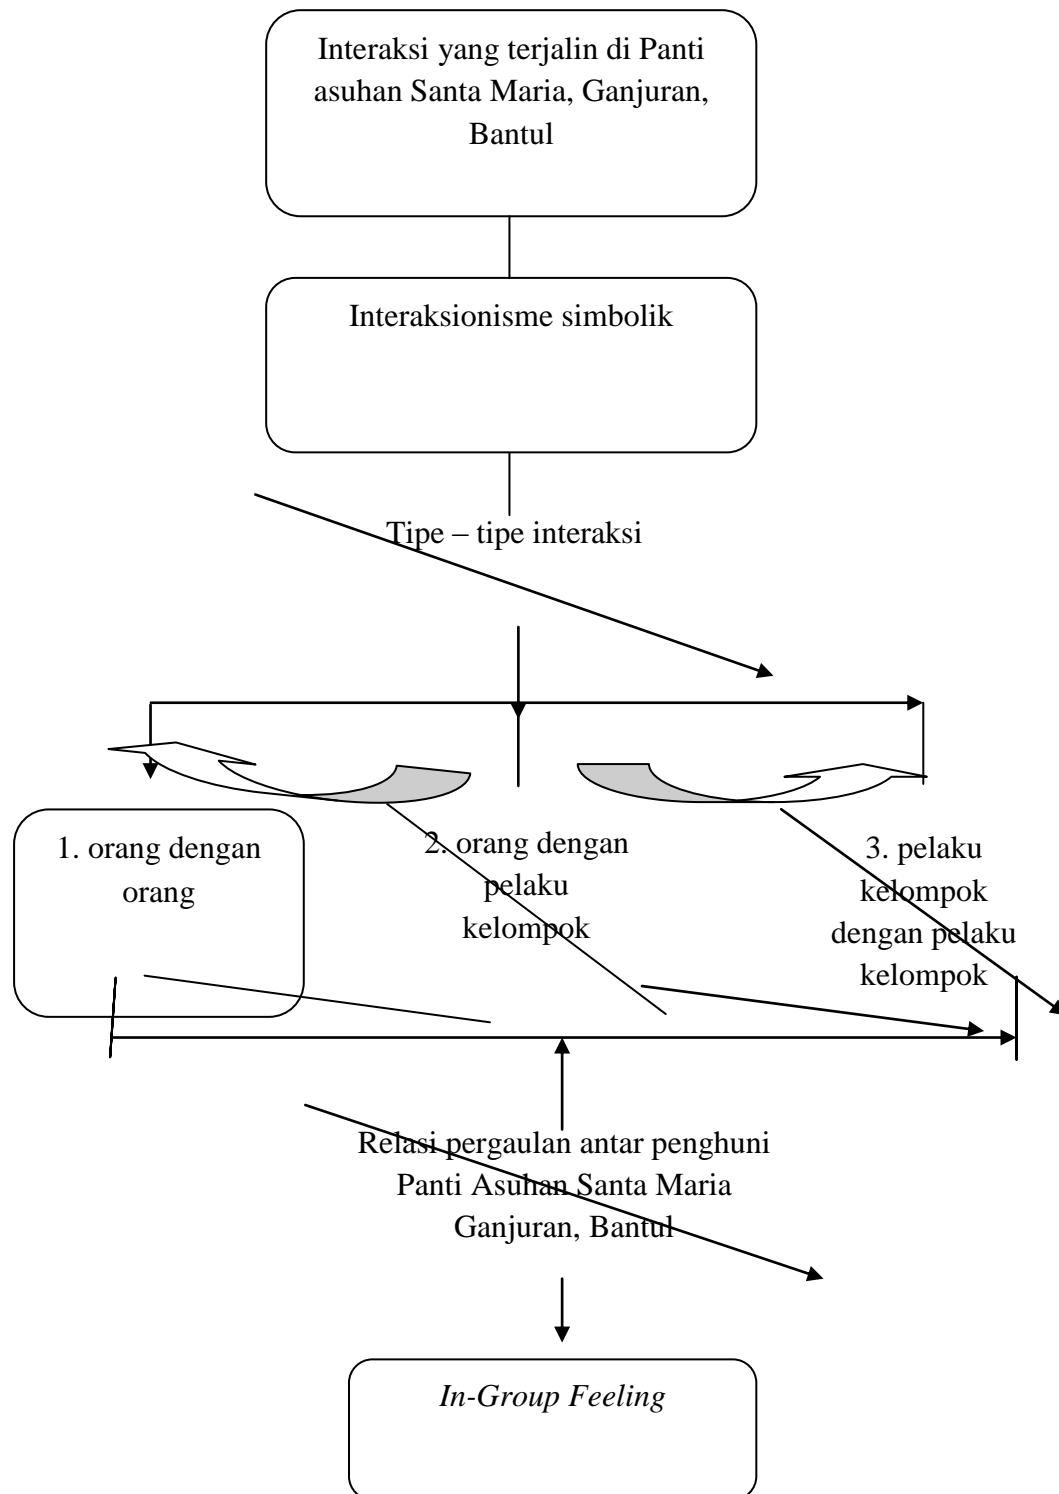 Interaksi yang terjalin di Panti
asuhan Santa Maria, Ganjuran,
Bantul
Interaksionisme simbolik
Tipe – tipe interaksi
1. orang dengan
orang
2. orang dengan
pelaku
kelompok
3. pelaku
kelompok
dengan pelaku
kelompok
Relasi pergaulan antar penghuni
Panti Asuhan Santa Maria
Ganjuran, Bantul
In-Group Feeling